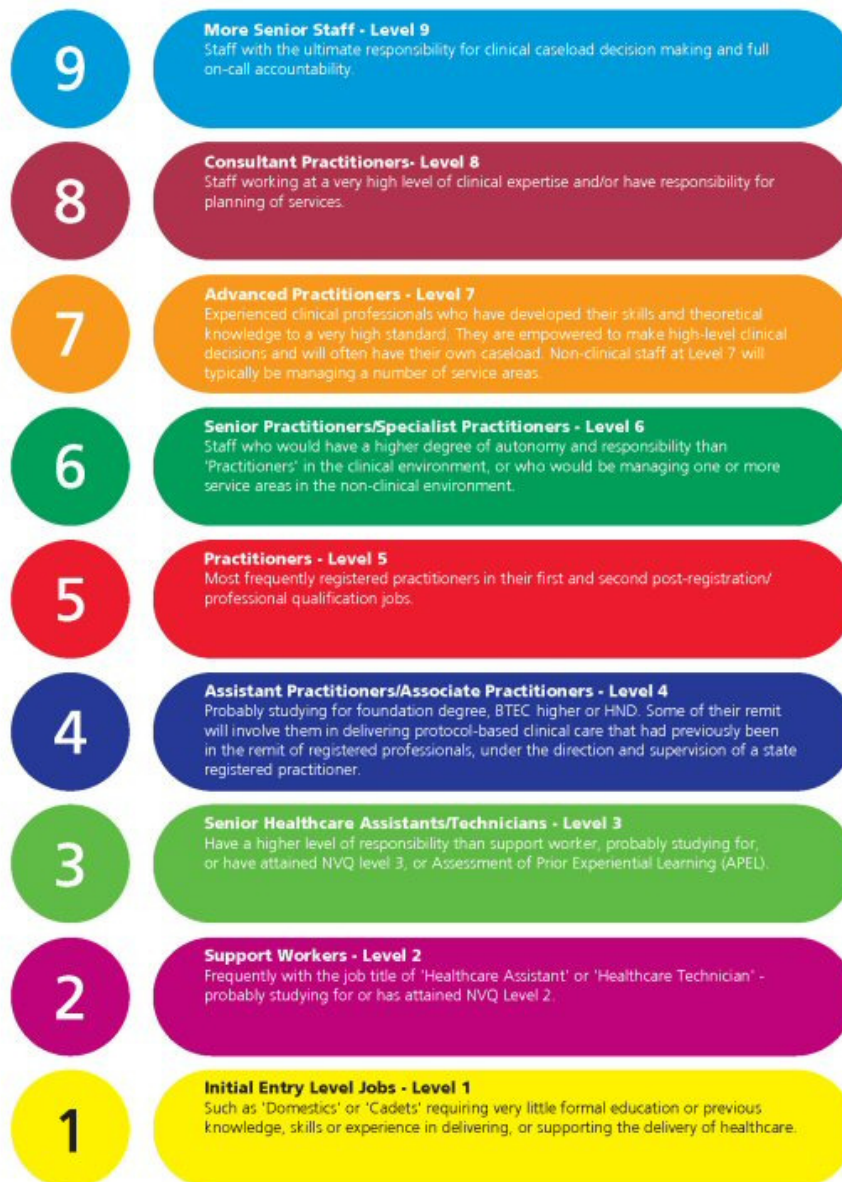 9
More Senior Staff - Level 9
Staff with the ultimate responsibility for clinical caseload decision making and full
on-call accountability.
8
Consultant Practitioners- Level 8
Staff working at a very high level of clinical expertise and/or have responsibility for
planning of services.
7
Advanced Practitioners - Level 7
Experienced clinical professionals who have developed their skills and theoretical
knowledge to a very high standard. They are empowered to make high-level clinical
decisions and will often have their own caseload. Non-clinical staff at Level 7 will
typically be managing a number of service areas.
6
Senior Practitioners/Specialist Practitioners - Level 6
Staff who would have a higher degree of autonomy and responsibility than
'Practitioners' in the clinical environment, or who would be managing one or more
service areas in the non-clinical environment.
5
Practitioners - Level 5
Most frequently registered practitioners in their first and second post-registration/
professional qualification jobs.
4
Assistant Practitioners/Associate Practitioners - Level 4
Probably studying for foundation degree, BTEC higher or HND. Some of their remit
will involve them in delivering protocol-based clinical care that had previously been
in the remit of registered professionals, under the direction and supervision of a state
registered practitioner.
3
Senior Healthcare Assistants/Technicians - Level 3
Have a higher level of responsibility than support worker, probably studying for,
or have attained NVQ level 3, or Assessment of Prior Experiential Learning (APEL).
2
Support Workers - Level 2
Frequently with the job title of 'Healthcare Assistant' or 'Healthcare Technician' -
probably studying for or has attained NVQ Level 2.
1
Initial Entry Level Jobs - Level 1
Such as 'Domestics' or 'Cadets' requiring very little formal education or previous
knowledge, skills or experience in delivering, or supporting the delivery of healthcare.